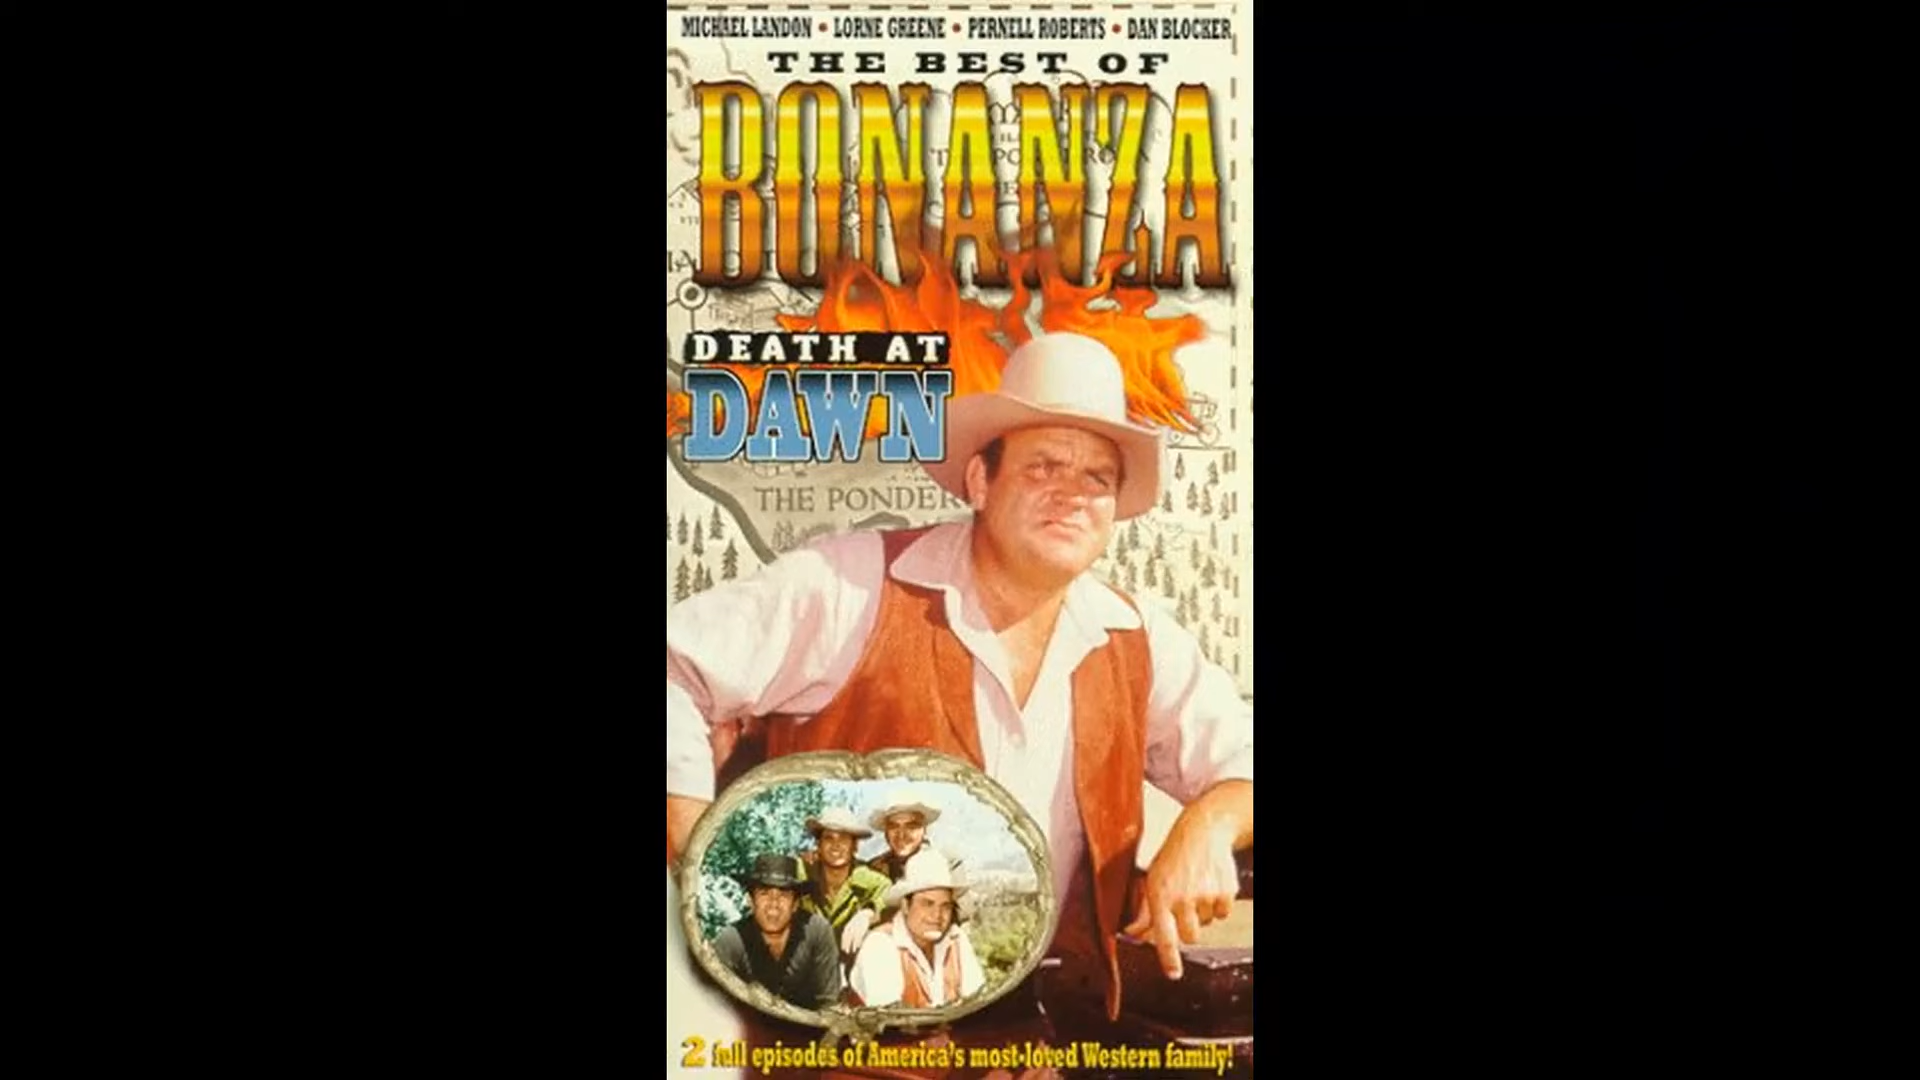 MICHAEL LANDON • LORNE GREENE • PERNELL ROBERTS • DAN BLOCKER
THE BEST OF
BONANZA
DEATH AT
DAWN
THE PONDER
2 full episodes of America's most-loved Western family!